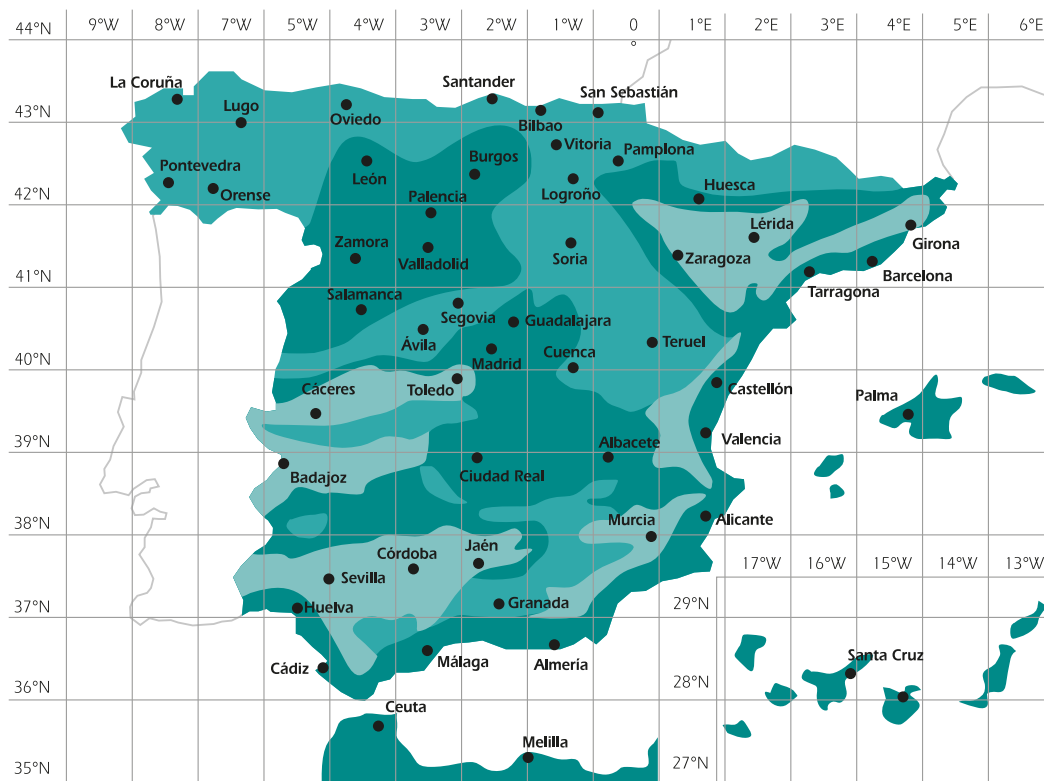 9°W 8°W 7°W 6°W 5°W 4°W 3°W 2°W 1°W 0° 1°E 2°E 3°E 4°E 5°E 6°E
44°N
La Coruña
Santander
San Sebastián
Lugo
Oviedo
Bilbao
43°N
Vitoria
Pamplona
Pontevedra
Burgos
León
Orense
Logroño
Huesca
42°N
Palencia
Lérida
Zamora
Girona
Valladolid
Soria
Zaragoza
Barcelona
41°N
Salamanca
Tarragona
Segovia
Guadalajara
Ávila
Teruel
Cuenca
40°N
Madrid
Cáceres
Toledo
Castellón
Palma
39°N
Albacete
Valencia
Badajoz
Ciudad Real
38°N
Murcia
Alicante
Jaén
Córdoba
17°W 16°W 15°W 14°W 13°W
Sevilla
37°N
Huelva
Granada
29°N
Santa Cruz
Cádiz
Málaga
Almería
36°N
28°N
Ceuta
Melilla
35°N
27°N